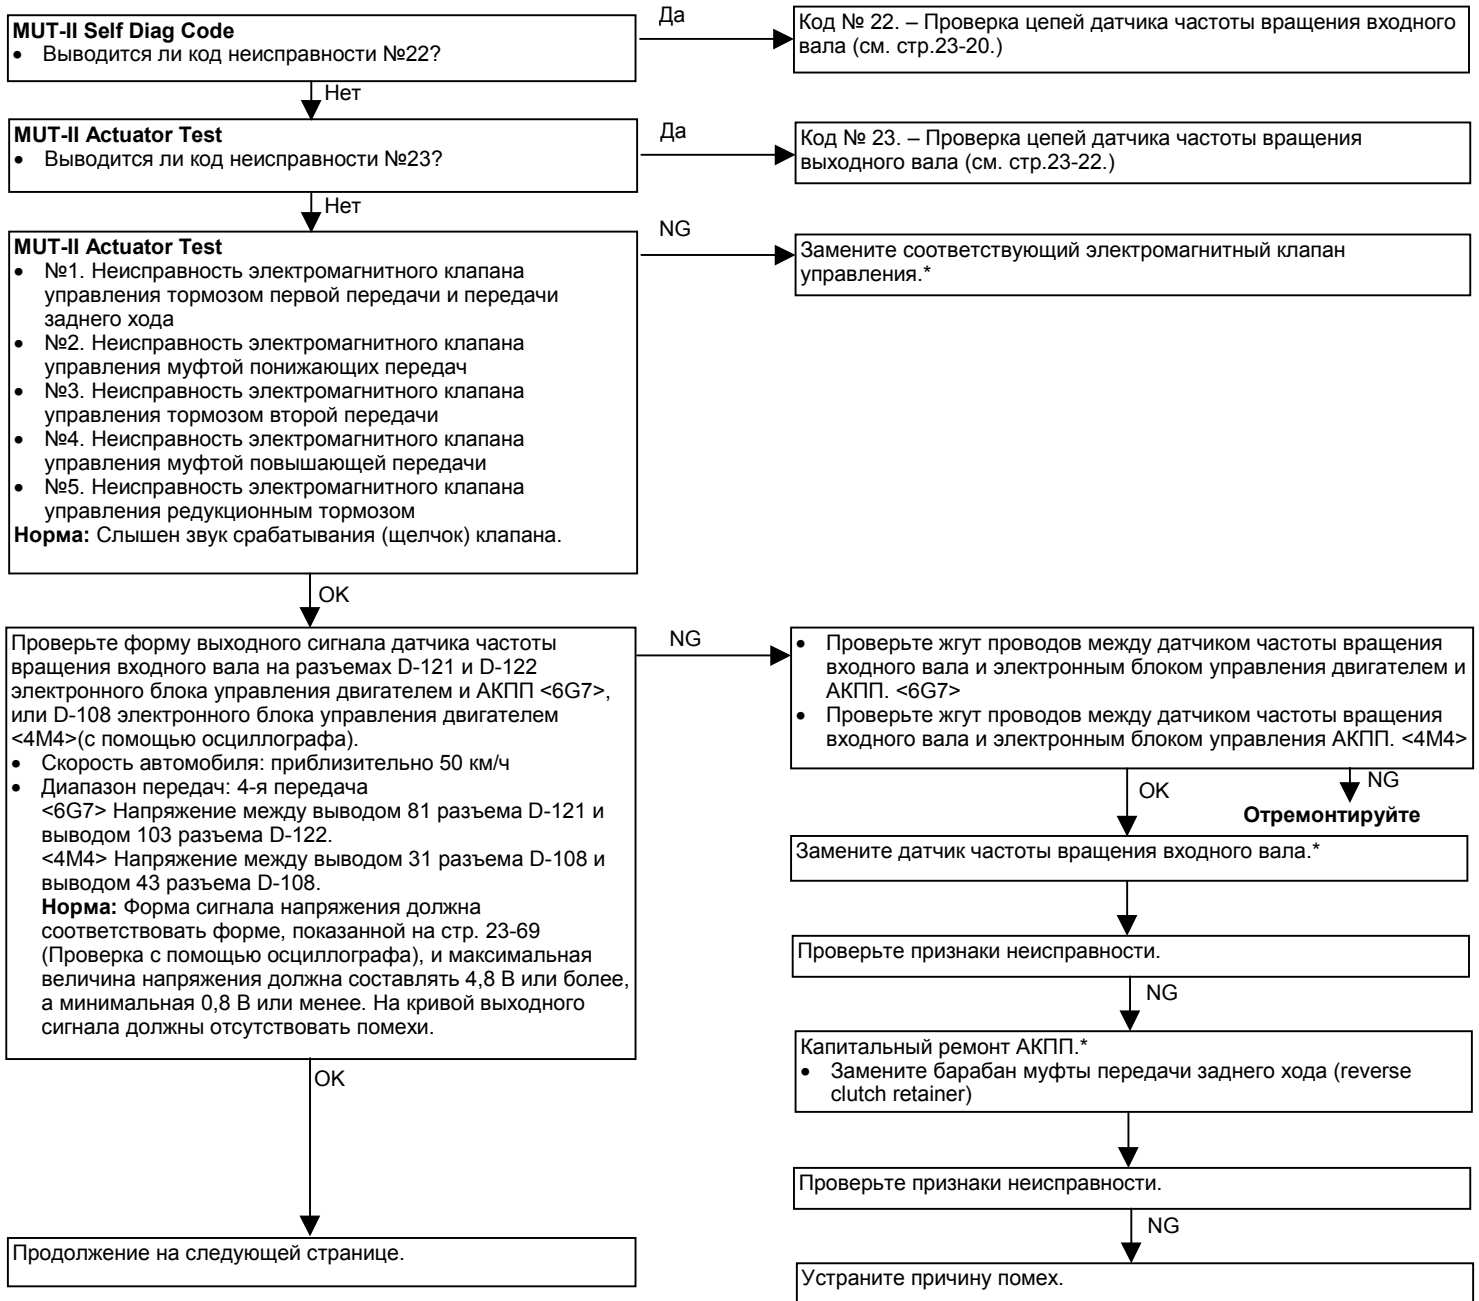 MUT-II Self Diag Code
• Выводится ли код неисправности №22?
Да
Код № 22. – Проверка цепей датчика частоты вращения входного
вала (см. стр.23-20.)
Нет
MUT-II Actuator Test
• Выводится ли код неисправности №23?
Да
Код № 23. – Проверка цепей датчика частоты вращения
выходного вала (см. стр.23-22.)
Нет
MUT-II Actuator Test
• №1. Неисправность электромагнитного клапана
управления тормозом первой передачи и передачи
заднего хода
• №2. Неисправность электромагнитного клапана
управления муфтой понижающих передач
• №3. Неисправность электромагнитного клапана
управления тормозом второй передачи
• №4. Неисправность электромагнитного клапана
управления муфтой повышающей передачи
• №5. Неисправность электромагнитного клапана
управления редукционным тормозом
Норма: Слышен звук срабатывания (щелчок) клапана.
NG
Замените соответствующий электромагнитный клапан
управления.*
OK
Проверьте форму выходного сигнала датчика частоты
вращения входного вала на разъемах D-121 и D-122
электронного блока управления двигателем и АКПП <6G7>,
или D-108 электронного блока управления двигателем
<4M4>(с помощью осциллографа).
• Скорость автомобиля: приблизительно 50 км/ч
• Диапазон передач: 4-я передача
<6G7> Напряжение между выводом 81 разъема D-121 и
выводом 103 разъема D-122.
<4M4> Напряжение между выводом 31 разъема D-108 и
выводом 43 разъема D-108.
Норма: Форма сигнала напряжения должна
соответствовать форме, показанной на стр. 23-69
(Проверка с помощью осциллографа), и максимальная
величина напряжения должна составлять 4,8 В или более,
а минимальная 0,8 В или менее. На кривой выходного
сигнала должны отсутствовать помехи.
NG
• Проверьте жгут проводов между датчиком частоты вращения
входного вала и электронным блоком управления двигателем и
АКПП. <6G7>
• Проверьте жгут проводов между датчиком частоты вращения
входного вала и электронным блоком управления АКПП. <4M4>
OK
NG
Отремонтируйте
Замените датчик частоты вращения входного вала.*
Проверьте признаки неисправности.
NG
Капитальный ремонт АКПП.*
• Замените барабан муфты передачи заднего хода (reverse
clutch retainer)
Проверьте признаки неисправности.
NG
Устраните причину помех.
OK
Продолжение на следующей странице.